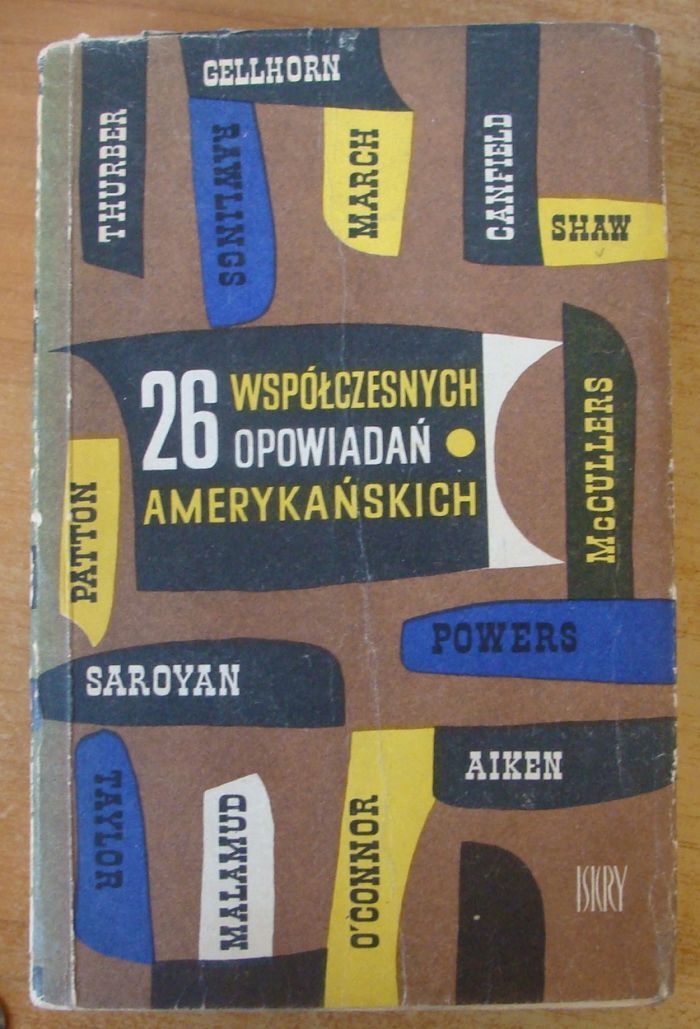 GELLHORN
THURBER
RAWLINGS
MARCH
CANFIELD
SHAW
26 WSPÓŁCZESNYCH
OPOWIADAŃ
AMERYKAŃSKICH
McCULLERS
PATTON
POWERS
SAROYAN
AIKEN
TAYLOR
MALAMUD
O'CONNOR
ISKRY